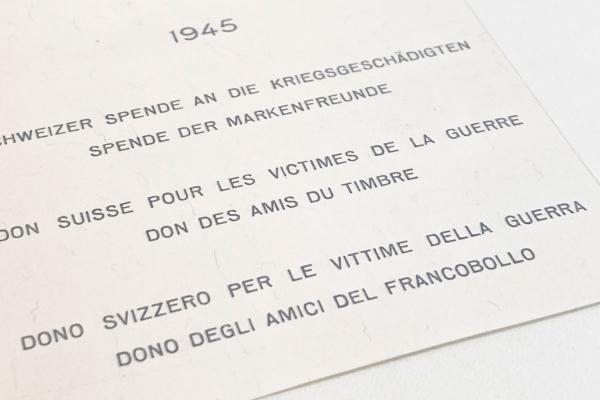 1945
SCHWEIZER SPENDE AN DIE KRIEGSGESCHÄDIGTEN
SPENDE DER MARKENFREUNDE
DON SUISSE POUR LES VICTIMES DE LA GUERRE
DON DES AMIS DU TIMBRE
DONO SVIZZERO PER LE VITTIME DELLA GUERRA
DONO DEGLI AMICI DEL FRANCOBOLLO